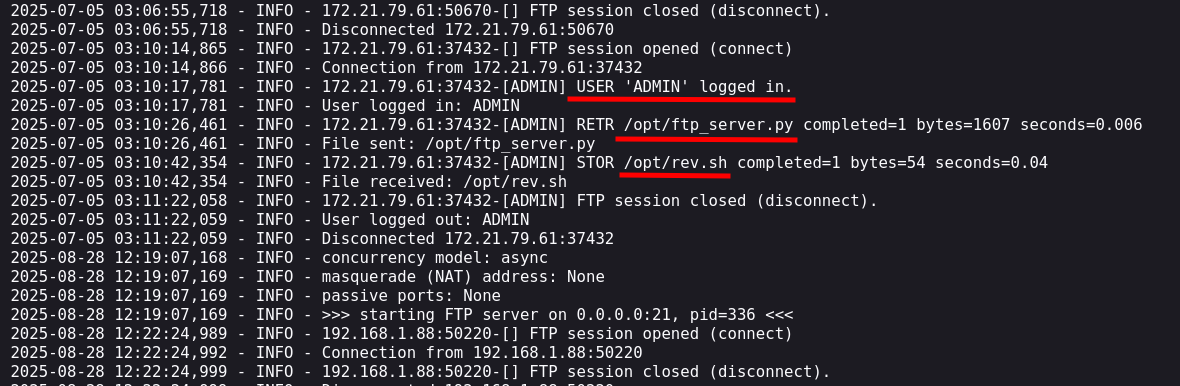 2025-07-05 03:06:55,718 - INFO - 172.21.79.61:50670-[] FTP session closed (disconnect).
2025-07-05 03:06:55,718 - INFO - Disconnected 172.21.79.61:50670
2025-07-05 03:10:14,865 - INFO - 172.21.79.61:37432-[] FTP session opened (connect)
2025-07-05 03:10:14,866 - INFO - Connection from 172.21.79.61:37432
2025-07-05 03:10:17,781 - INFO - 172.21.79.61:37432-[ADMIN] USER 'ADMIN' logged in.
2025-07-05 03:10:17,781 - INFO - User logged in: ADMIN
2025-07-05 03:10:26,461 - INFO - 172.21.79.61:37432-[ADMIN] RETR /opt/ftp_server.py completed=1 bytes=1607 seconds=0.006
2025-07-05 03:10:26,461 - INFO - File sent: /opt/ftp_server.py
2025-07-05 03:10:42,354 - INFO - 172.21.79.61:37432-[ADMIN] STOR /opt/rev.sh completed=1 bytes=54 seconds=0.04
2025-07-05 03:10:42,354 - INFO - File received: /opt/rev.sh
2025-07-05 03:11:22,058 - INFO - 172.21.79.61:37432-[ADMIN] FTP session closed (disconnect).
2025-07-05 03:11:22,059 - INFO - User logged out: ADMIN
2025-07-05 03:11:22,059 - INFO - Disconnected 172.21.79.61:37432
2025-08-28 12:19:07,168 - INFO - concurrency model: async
2025-08-28 12:19:07,169 - INFO - masquerade (NAT) address: None
2025-08-28 12:19:07,169 - INFO - passive ports: None
2025-08-28 12:19:07,169 - INFO - >>> starting FTP server on 0.0.0.0:21, pid=336 <<<
2025-08-28 12:22:24,989 - INFO - 192.168.1.88:50220-[] FTP session opened (connect)
2025-08-28 12:22:24,992 - INFO - Connection from 192.168.1.88:50220
2025-08-28 12:22:24,999 - INFO - 192.168.1.88:50220-[] FTP session closed (disconnect).